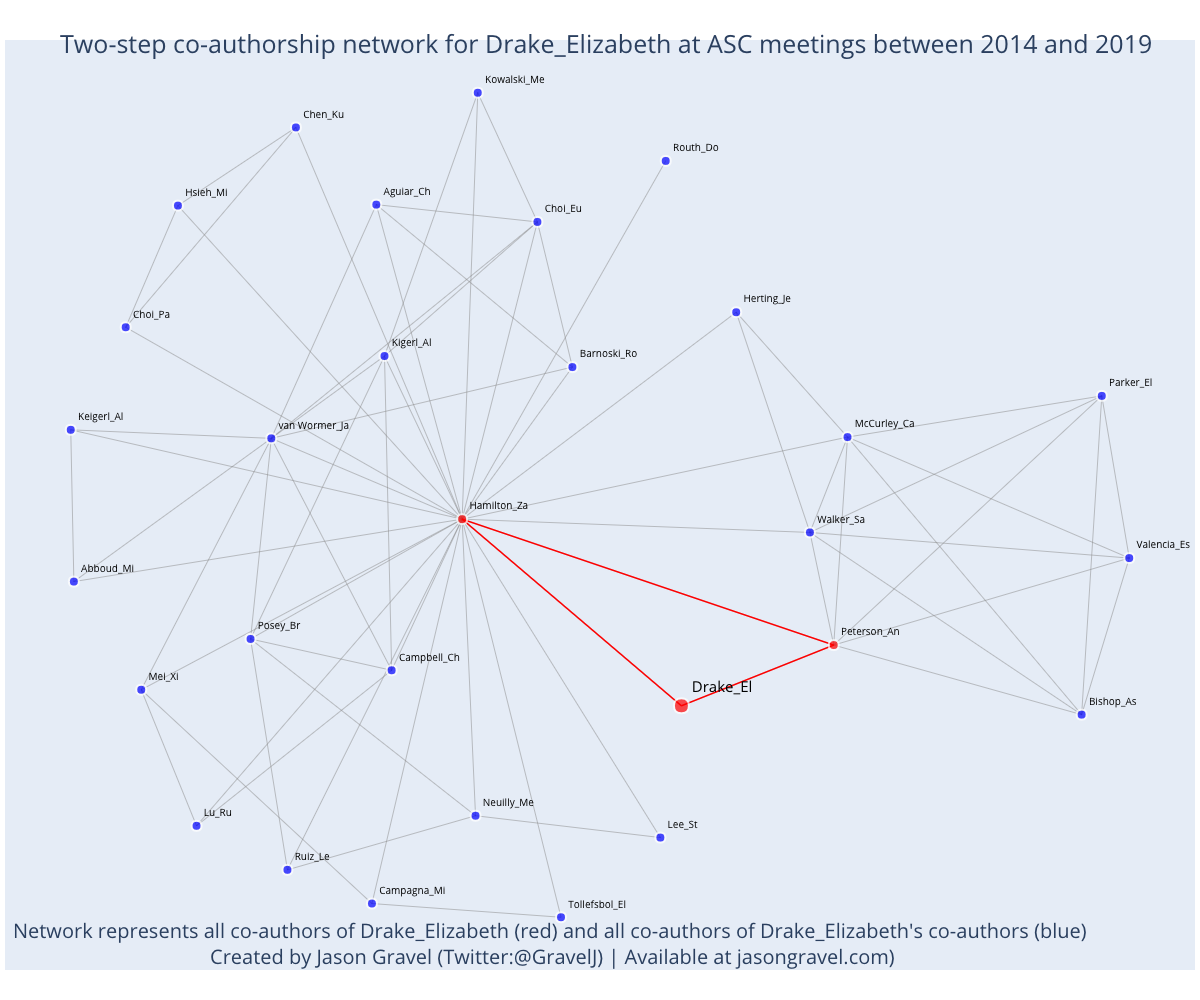 Two-step co-authorship network for Drake_Elizabeth at ASC meetings between 2014 and 2019
Kowalski_Me
Chen_Ku
Routh_Do
Hsieh_Mi
Aguiar_Ch
Choi_Eu
Herting_Je
Choi_Pa
Kigerl_Al
Barnoski_Ro
Parker_El
Keigerl_Al
van Wormer_Ja
McCurley_Ca
Hamilton_Za
Walker_Sa
Valencia_Es
Abboud_Mi
Posey_Br
Peterson_An
Campbell_Ch
Mei_Xi
Drake_El
Bishop_As
Neuilly_Me
Lu_Ru
Lee_St
Ruiz_Le
Campagna_Mi
Tollefsbol_El
Network represents all co-authors of Drake_Elizabeth (red) and all co-authors of Drake_Elizabeth's co-authors (blue)
Created by Jason Gravel (Twitter:@GravelJ) | Available at jasongravel.com)